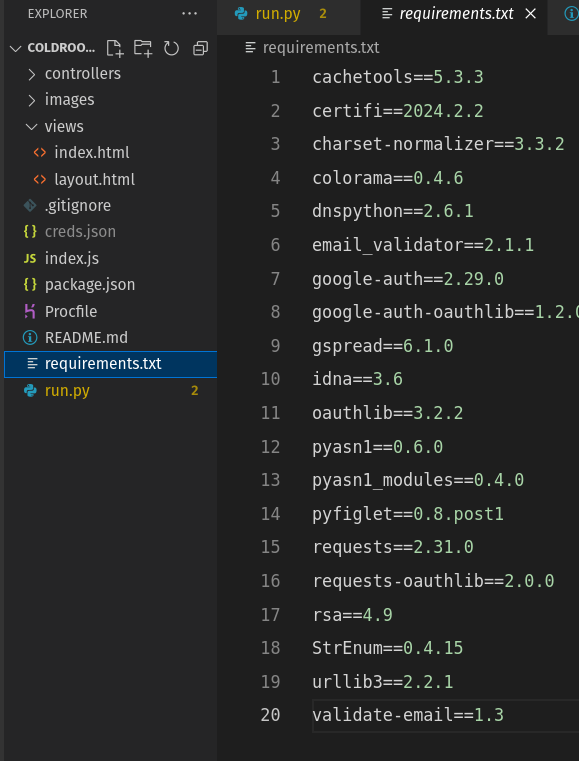 EXPLORER
COLDROO...
controllers
images
views
index.html
layout.html
.gitignore
creds.json
index.js
package.json
Procfile
README.md
requirements.txt
run.py 2
run.py 2
requirements.txt
requirements.txt
1 cachetools==5.3.3
2 certifi==2024.2.2
3 charset-normalizer==3.3.2
4 colorama==0.4.6
5 dnspython==2.6.1
6 email_validator==2.1.1
7 google-auth==2.29.0
8 google-auth-oauthlib==1.2.0
9 gspread==6.1.0
10 idna==3.6
11 oauthlib==3.2.2
12 pyasn1==0.6.0
13 pyasn1_modules==0.4.0
14 pyfiglet==0.8.post1
15 requests==2.31.0
16 requests-oauthlib==2.0.0
17 rsa==4.9
18 StrEnum==0.4.15
19 urllib3==2.2.1
20 validate-email==1.3